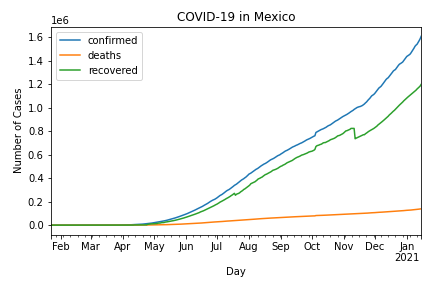 COVID-19 in Mexico
1e6
confirmed
deaths
recovered
Number of Cases
1.6
1.4
1.2
1.0
0.8
0.6
0.4
0.2
0.0
Feb Mar Apr May Jun Jul Aug Sep Oct Nov Dec Jan
2021
Day